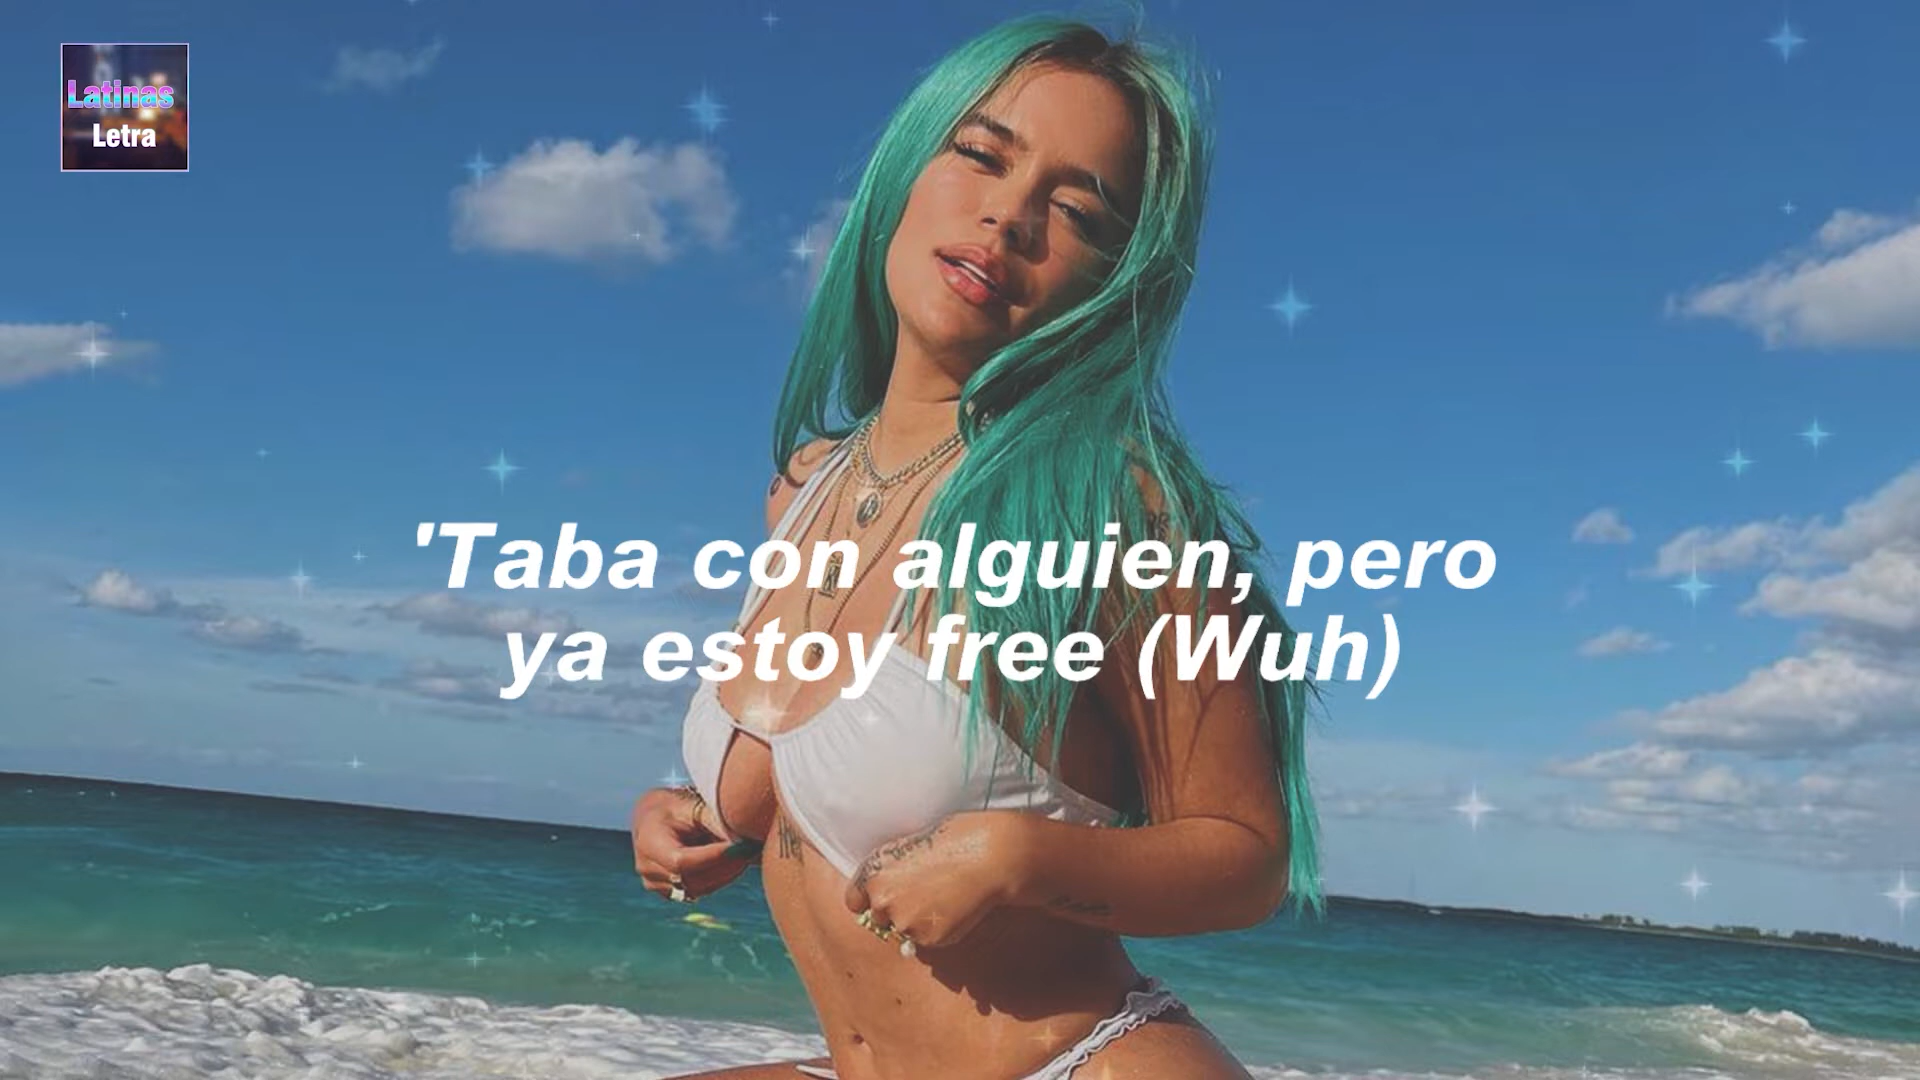 Latinas
Letra
'Taba con alguien, pero
ya estoy free (Wuh)